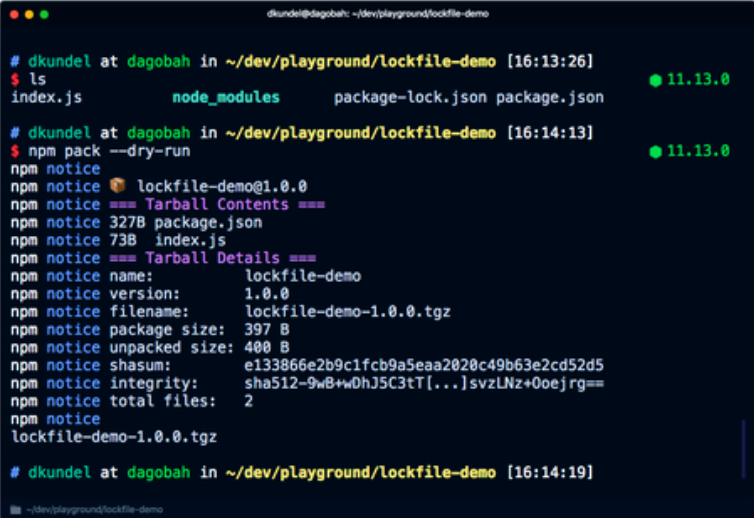 dkundel@dagobah: ~/dev/playground/lockfile-demo
# dkundel at dagobah in ~/dev/playground/lockfile-demo [16:13:26]
$ ls 11.13.0
index.js node_modules package-lock.json package.json
# dkundel at dagobah in ~/dev/playground/lockfile-demo [16:14:13]
$ npm pack --dry-run 11.13.0
npm notice
npm notice 📦 lockfile-demo@1.0.0
npm notice === Tarball Contents ===
npm notice 327B package.json
npm notice 73B index.js
npm notice === Tarball Details ===
npm notice name: lockfile-demo
npm notice version: 1.0.0
npm notice filename: lockfile-demo-1.0.0.tgz
npm notice package size: 397 B
npm notice unpacked size: 400 B
npm notice shasum: e133866e2b9c1fcb9a5eaa2020c49b63e2cd52d5
npm notice integrity: sha512-9wB+wDhJ5C3tT[...]svzLNz+Ooejrg==
npm notice total files: 2
npm notice
lockfile-demo-1.0.0.tgz
# dkundel at dagobah in ~/dev/playground/lockfile-demo [16:14:19]
~/dev/playground/lockfile-demo